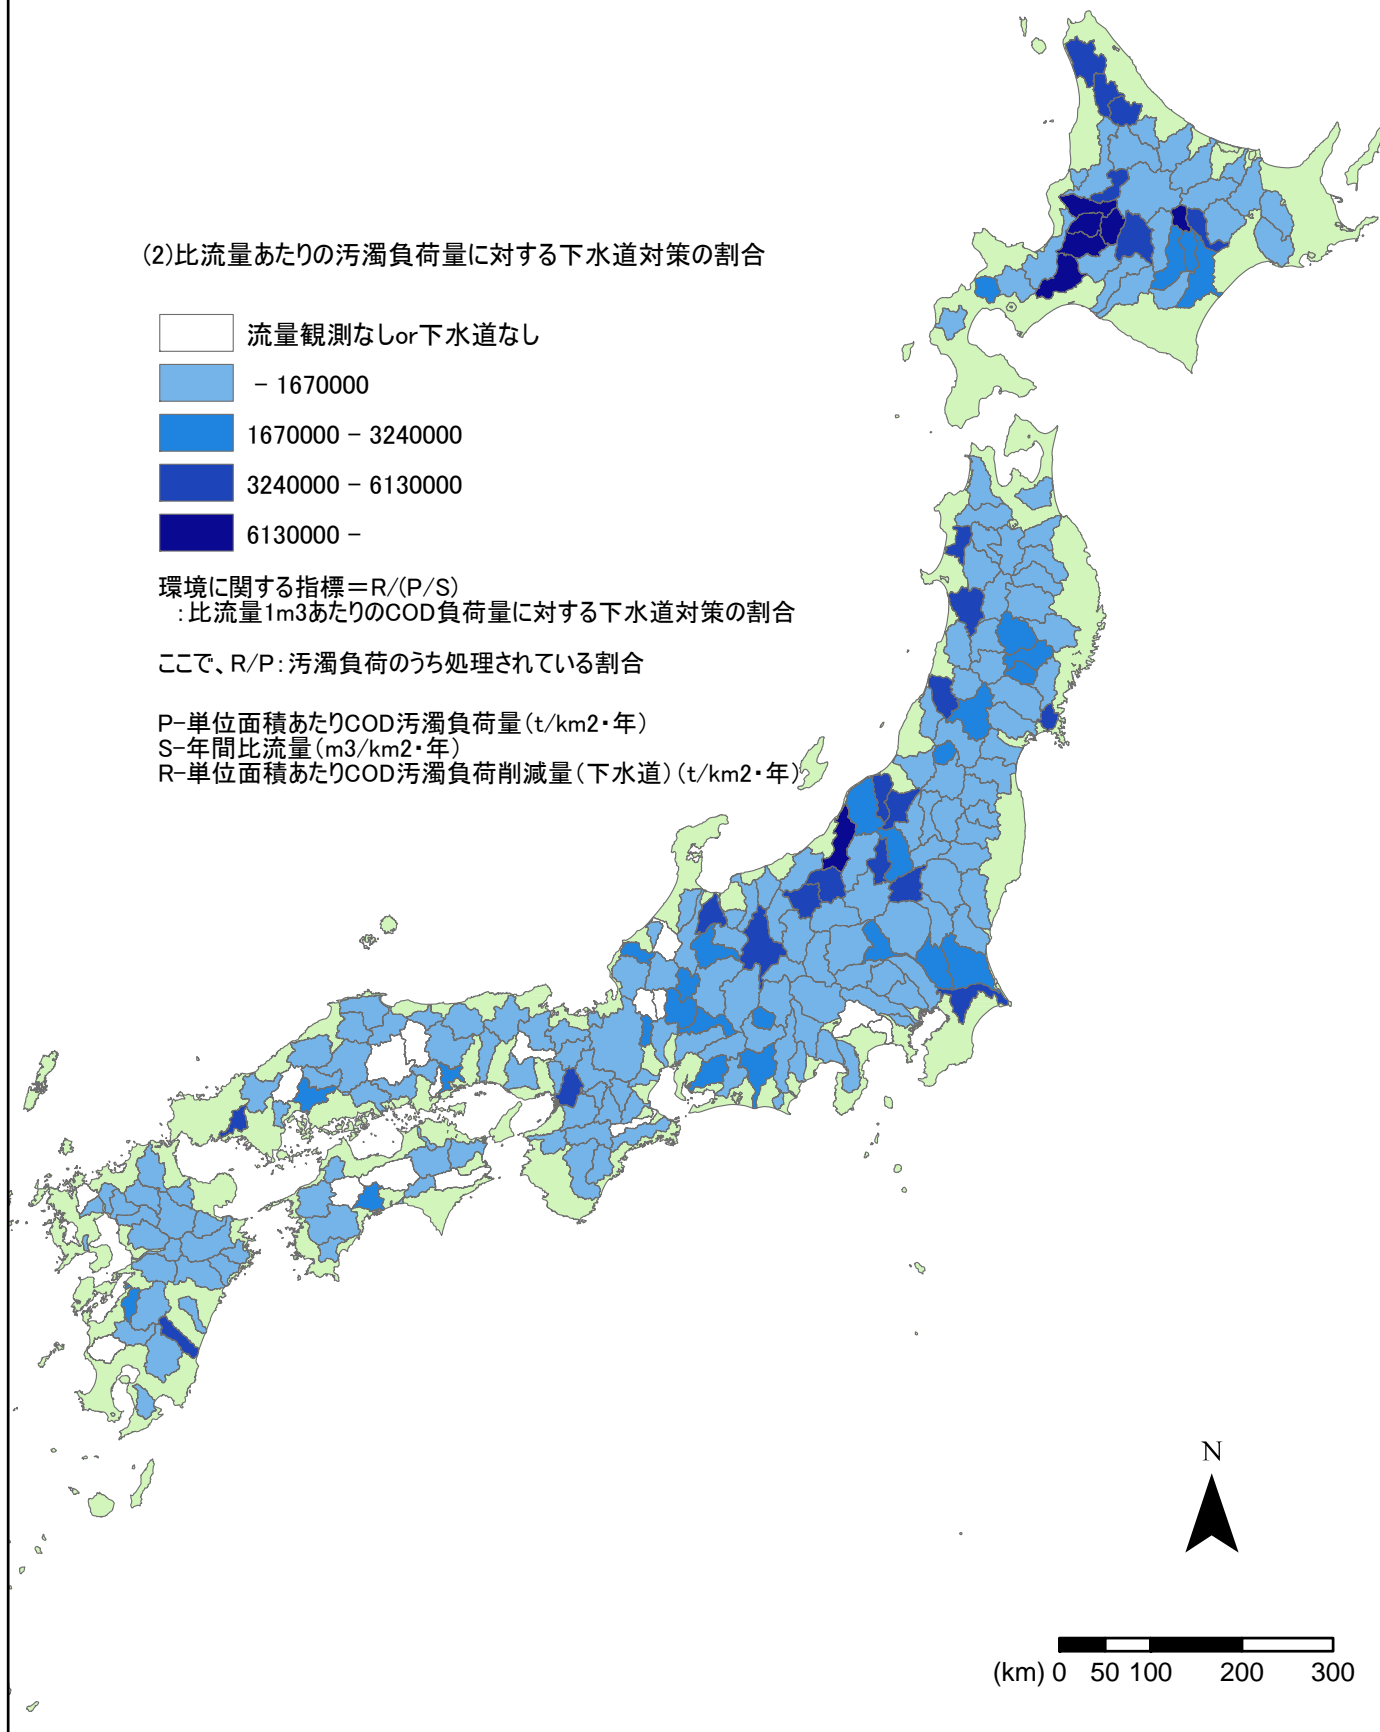 (2)比流量あたりの汚濁負荷量に対する下水道対策の割合
流量観測なしor下水道なし
- 1670000
1670000 - 3240000
3240000 - 6130000
6130000 -
環境に関する指標=R/(P/S)
:比流量1m3あたりのCOD負荷量に対する下水道対策の割合
ここで、R/P:汚濁負荷のうち処理されている割合
P-単位面積あたりCOD汚濁負荷量(t/km2・年)
S-年間比流量(m3/km2・年)
R-単位面積あたりCOD汚濁負荷削減量(下水道)(t/km2・年)
N
(km) 0 50 100 200 300